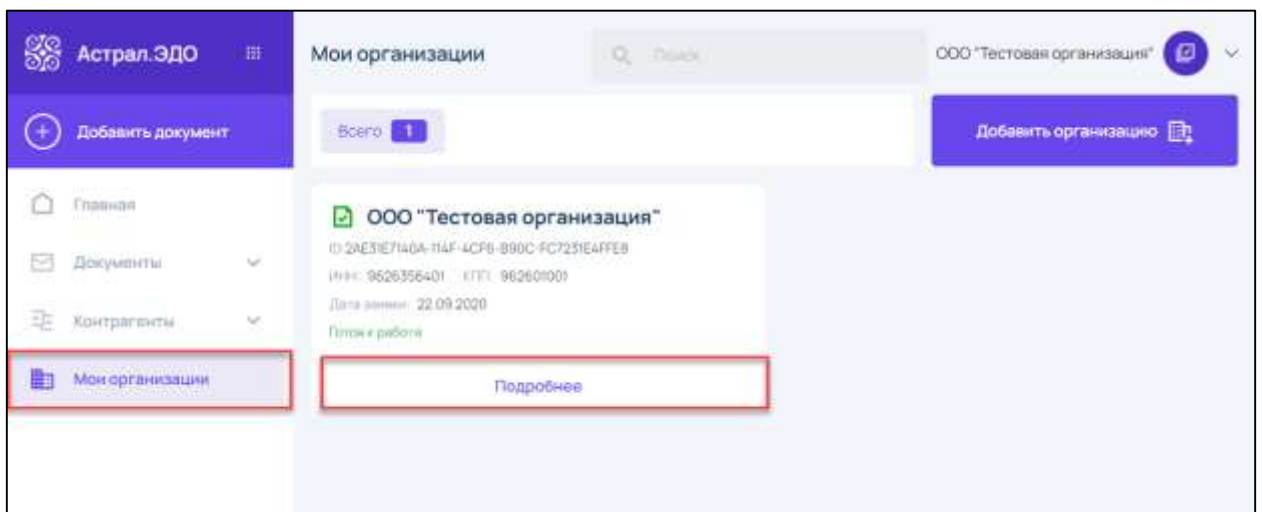 Астрал.ЭДО
Мои организации
Поиск
ООО "Тестовая организация"
Добавить документ
Всего 1
Добавить организацию
Главная
Документы
Контрагенты
Мои организации
ООО "Тестовая организация"
ID: 2AE31E7140A-114F-4CF6-B90C-FC7231E4FFEB
ИНН: 9626356401 КПП: 962601001
Дата заявки: 22.09.2020
Готов к работе
Подробнее